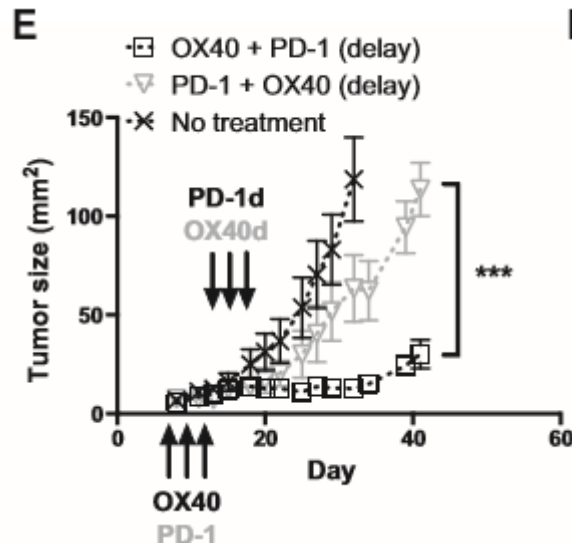 E
OX40 + PD-1 (delay)
PD-1 + OX40 (delay)
No treatment
150
100
50
0
Tumor size (mm²)
PD-1d
OX40d
***
0
20
40
60
Day
OX40
PD-1